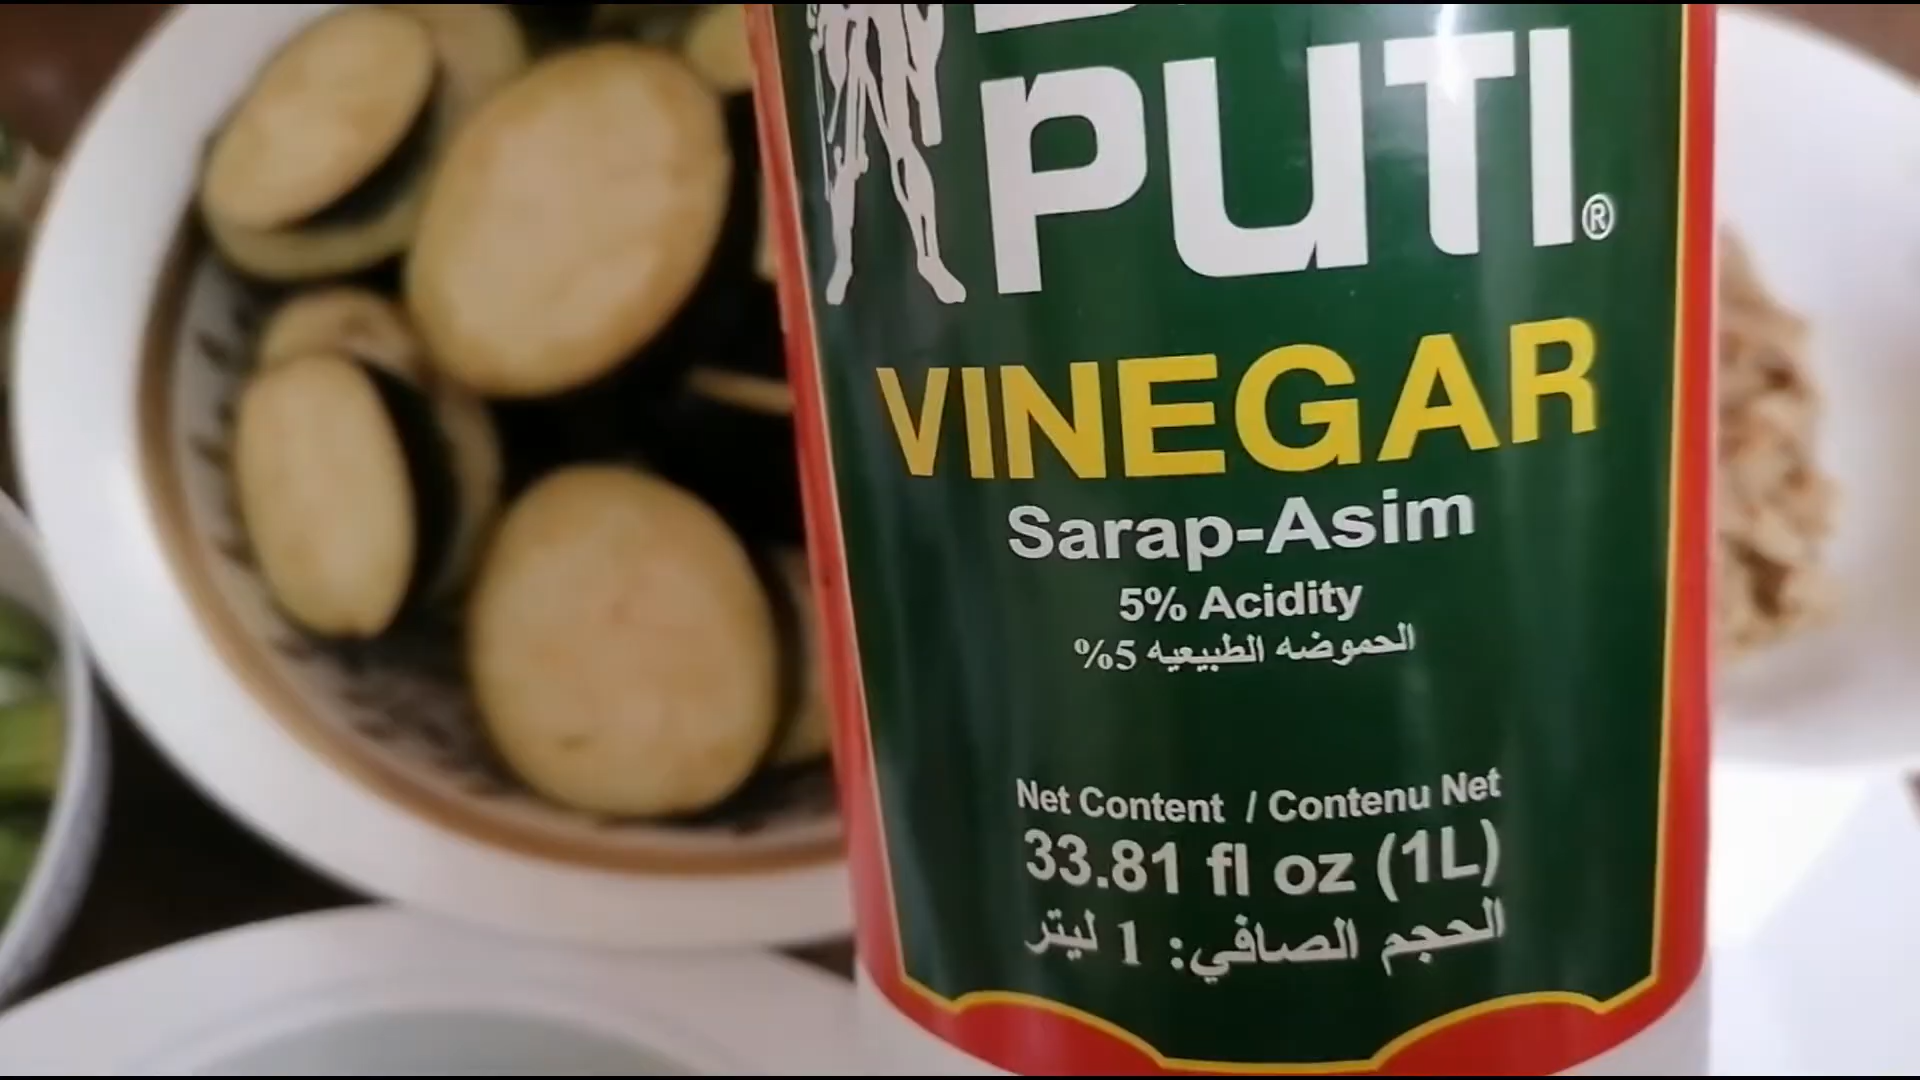 PUTI®
VINEGAR
Sarap-Asim
5% Acidity
الحموضه الطبيعيه 5%
Net Content / Contenu Net
33.81 fl oz (1L)
الحجم الصافي: 1 ليتر